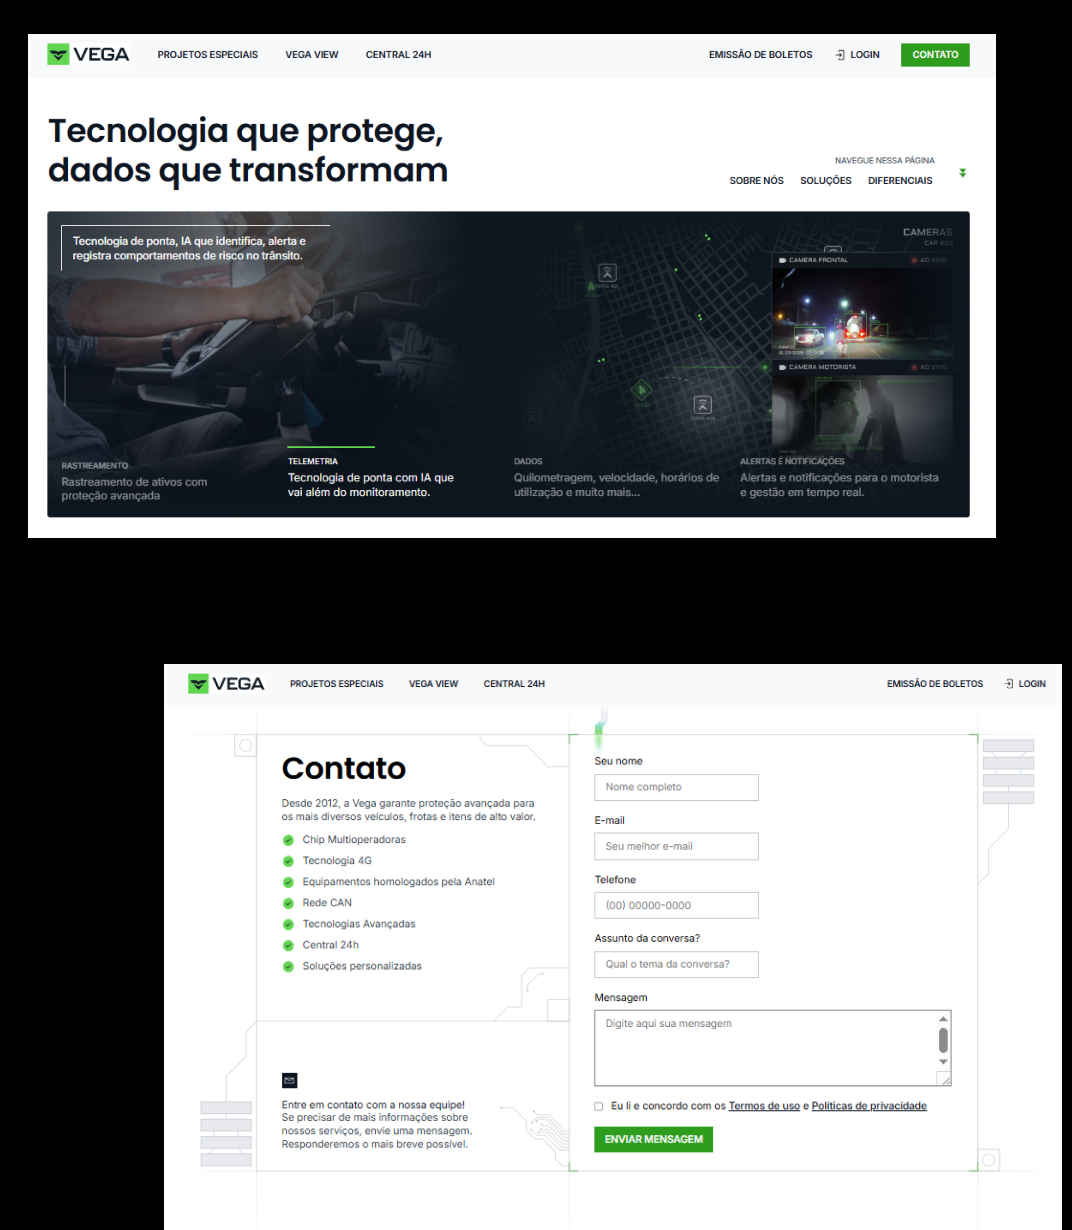 VEGA
PROJETOS ESPECIAIS
VEGA VIEW
CENTRAL 24H
EMISSÃO DE BOLETOS
LOGIN
CONTATO
Tecnologia que protege,
dados que transformam
NAVEGUE NESSA PÁGINA
SOBRE NÓS
SOLUÇÕES
DIFERENCIAIS
Tecnologia de ponta, IA que identifica, alerta e
registra comportamentos de risco no trânsito.
CAMERAS
CAMERA FRONTAL
AO VIVO
CAMERA MOTORISTA
AO VIVO
RASTREAMENTO
Rastreamento de ativos com
proteção avançada
TELEMETRIA
Tecnologia de ponta com IA que
vai além do monitoramento.
DADOS
Quilometragem, velocidade, horários de
utilização e muito mais...
ALERTAS E NOTIFICAÇÕES
Alertas e notificações para o motorista
e gestão em tempo real.
VEGA
PROJETOS ESPECIAIS
VEGA VIEW
CENTRAL 24H
EMISSÃO DE BOLETOS
LOGIN
Contato
Desde 2012, a Vega garante proteção avançada para
os mais diversos veículos, frotas e itens de alto valor.
Chip Multioperadoras
Tecnologia 4G
Equipamentos homologados pela Anatel
Rede CAN
Tecnologias Avançadas
Central 24h
Soluções personalizadas
Entre em contato com a nossa equipe!
Se precisar de mais informações sobre
nossos serviços, envie uma mensagem.
Responderemos o mais breve possível.
Seu nome
Nome completo
E-mail
Seu melhor e-mail
Telefone
(00) 00000-0000
Assunto da conversa?
Qual o tema da conversa?
Mensagem
Digite aqui sua mensagem
Eu li e concordo com os Termos de uso e Políticas de privacidade
ENVIAR MENSAGEM